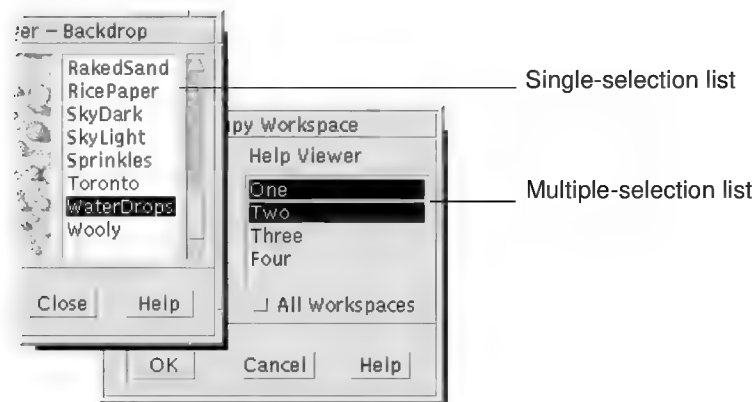 er – Backdrop
RakedSand
RicePaper
SkyDark
SkyLight
Sprinkles
Toronto
WaterDrops
Wooly
Close
Help
Single-selection list
py Workspace
Help Viewer
One
Two
Three
Four
All Workspaces
OK
Cancel
Help
Multiple-selection list